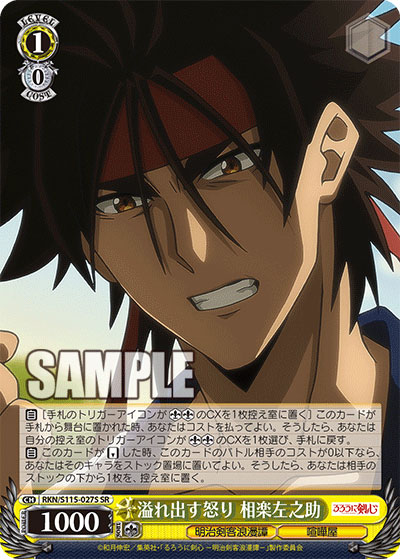 LEVEL
1
0
COST
SAMPLE
自 [手札のトリガーアイコンが のCXを1枚控え室に置く] このカードが
手札から舞台に置かれた時、あなたはコストを払ってよい。そうしたら、あなたは
自分の控え室のトリガーアイコンが のCXを1枚選び、手札に戻す。
自 このカードが した時、このカードのバトル相手のコストが0以下なら、
あなたはそのキャラをストック置場に置いてよい。そうしたら、あなたは相手の
ストックの下から1枚を、控え室に置く。
CH RKN/S115-027S SR
1000
溢れ出す怒り 相楽左之助
るろうに剣心
明治剣客浪漫譚
喧嘩屋
©和月伸宏/集英社・「るろうに剣心 -明治剣客浪漫譚-」製作委員会